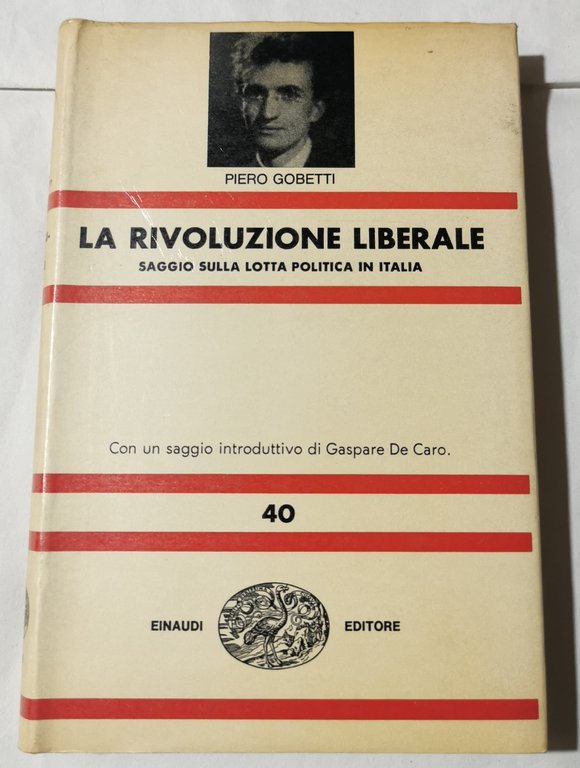 PIERO GOBETTI
LA RIVOLUZIONE LIBERALE
SAGGIO SULLA LOTTA POLITICA IN ITALIA
Con un saggio introduttivo di Gaspare De Caro.
40
EINAUDI EDITORE